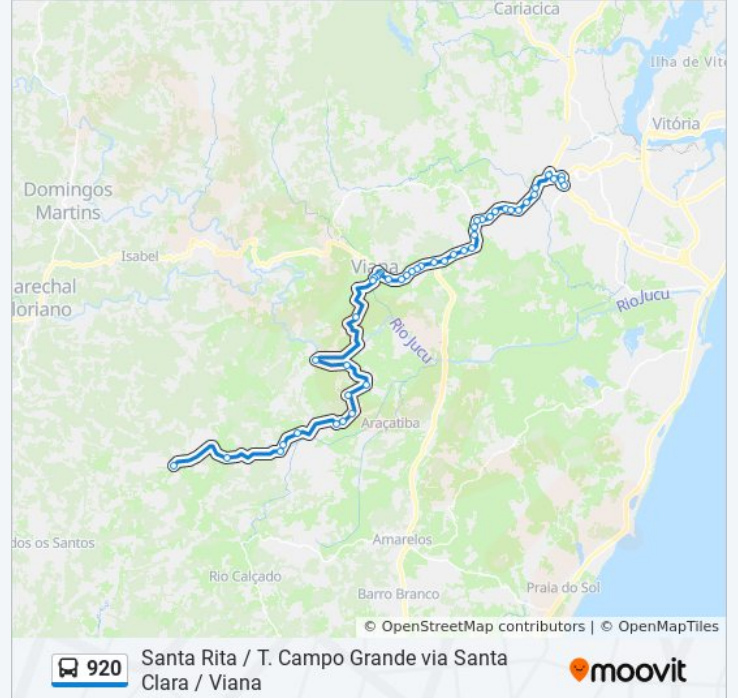 Cariacica
Ilha de Vit
Vitória
Domingos
Martins
Isabel
Viana
arechal
loriano
Rio Jucu
Rio Jucu
Araçatiba
dos os Santos
Amarelos
Rio Calçado
Barro Branco
Praia do Sol
© OpenStreetMap contributors | © OpenMapTiles
920
Santa Rita / T. Campo Grande via Santa
Clara / Viana
moovit